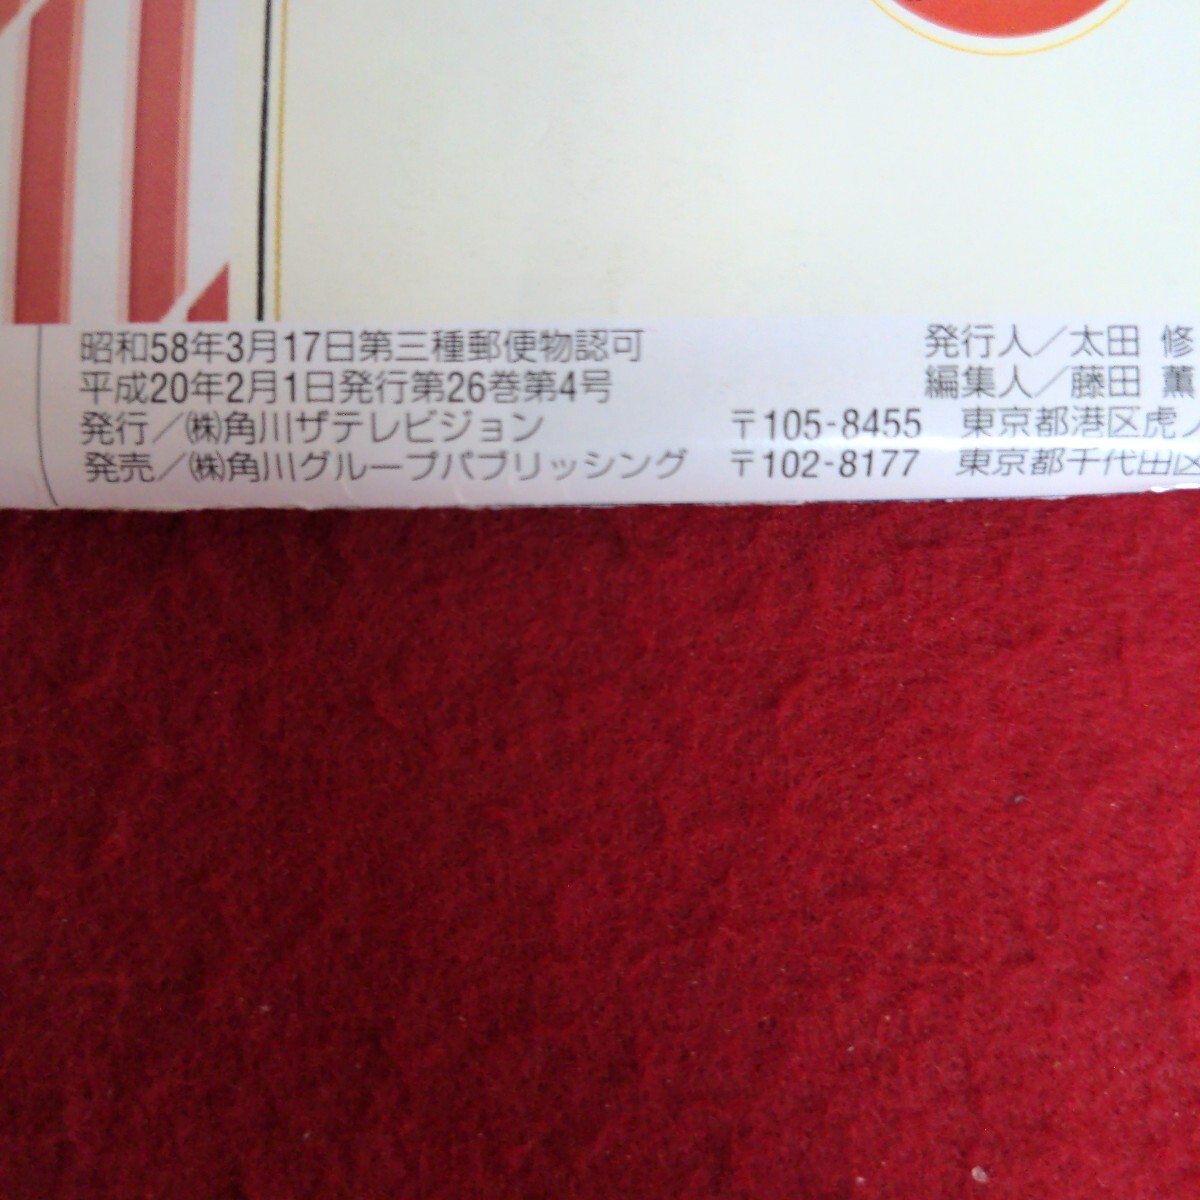 昭和58年3月17日第三種郵便物認可 発行人／太田 修
平成20年2月1日発行第26巻第4号 編集人／藤田 薫
発行／㈱角川ザテレビジョン 〒105-8455 東京都港区虎ノ
発売／㈱角川グループパブリッシング 〒102-8177 東京都千代田区